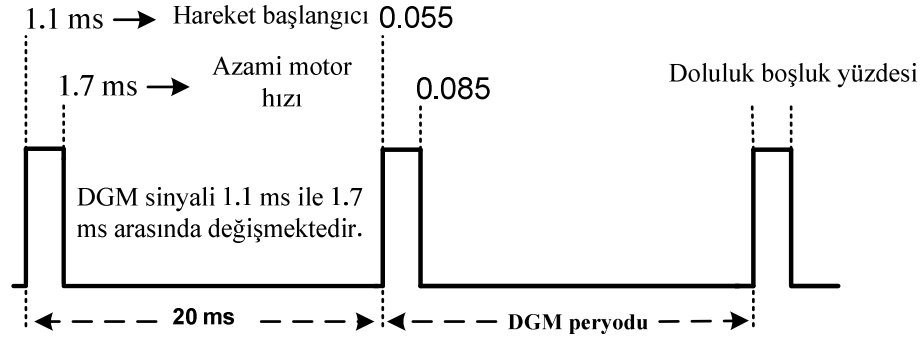 1.1 ms → Hareket başlangıcı 0.055
1.7 ms → Azami motor hızı 0.085
Doluluk boşluk yüzdesi
DGM sinyali 1.1 ms ile 1.7
ms arasında değişmektedir.
20 ms
DGM peryodu